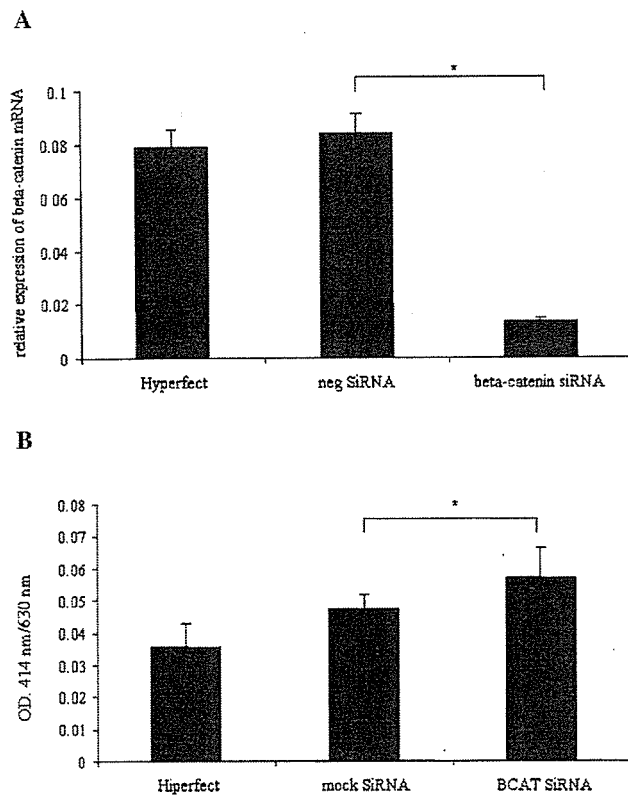 A
*
relative expression of beta-catenin mRNA
0.1
0.08
0.06
0.04
0.02
0
Hyperfect
neg SiRNA
beta-catenin siRNA
B
*
OD. 414 nm/630 nm
0.08
0.07
0.06
0.05
0.04
0.03
0.02
0.01
0
Hiperfect
mock SiRNA
BCAT SiRNA